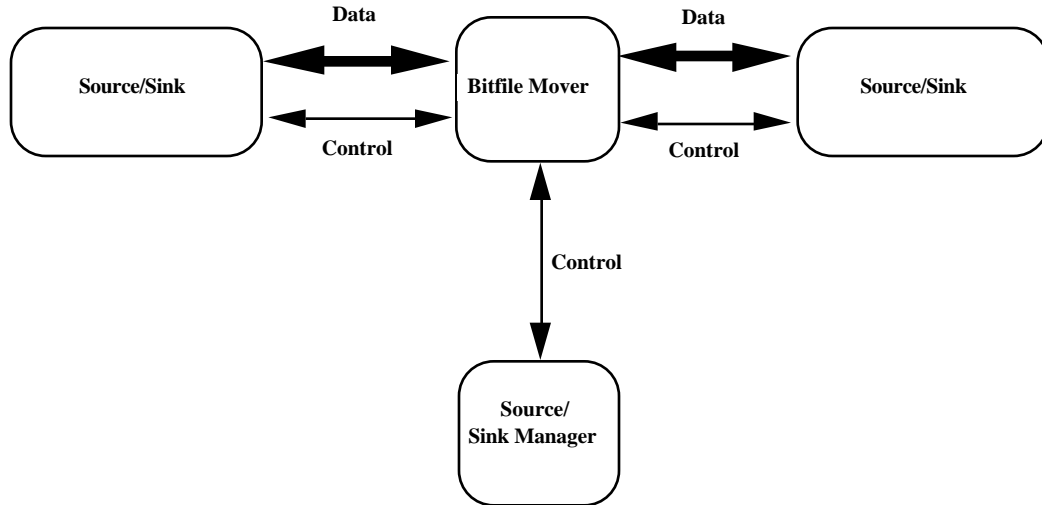 Data
Data
Source/Sink
Bitfile Mover
Source/Sink
Control
Control
Control
Source/
Sink Manager